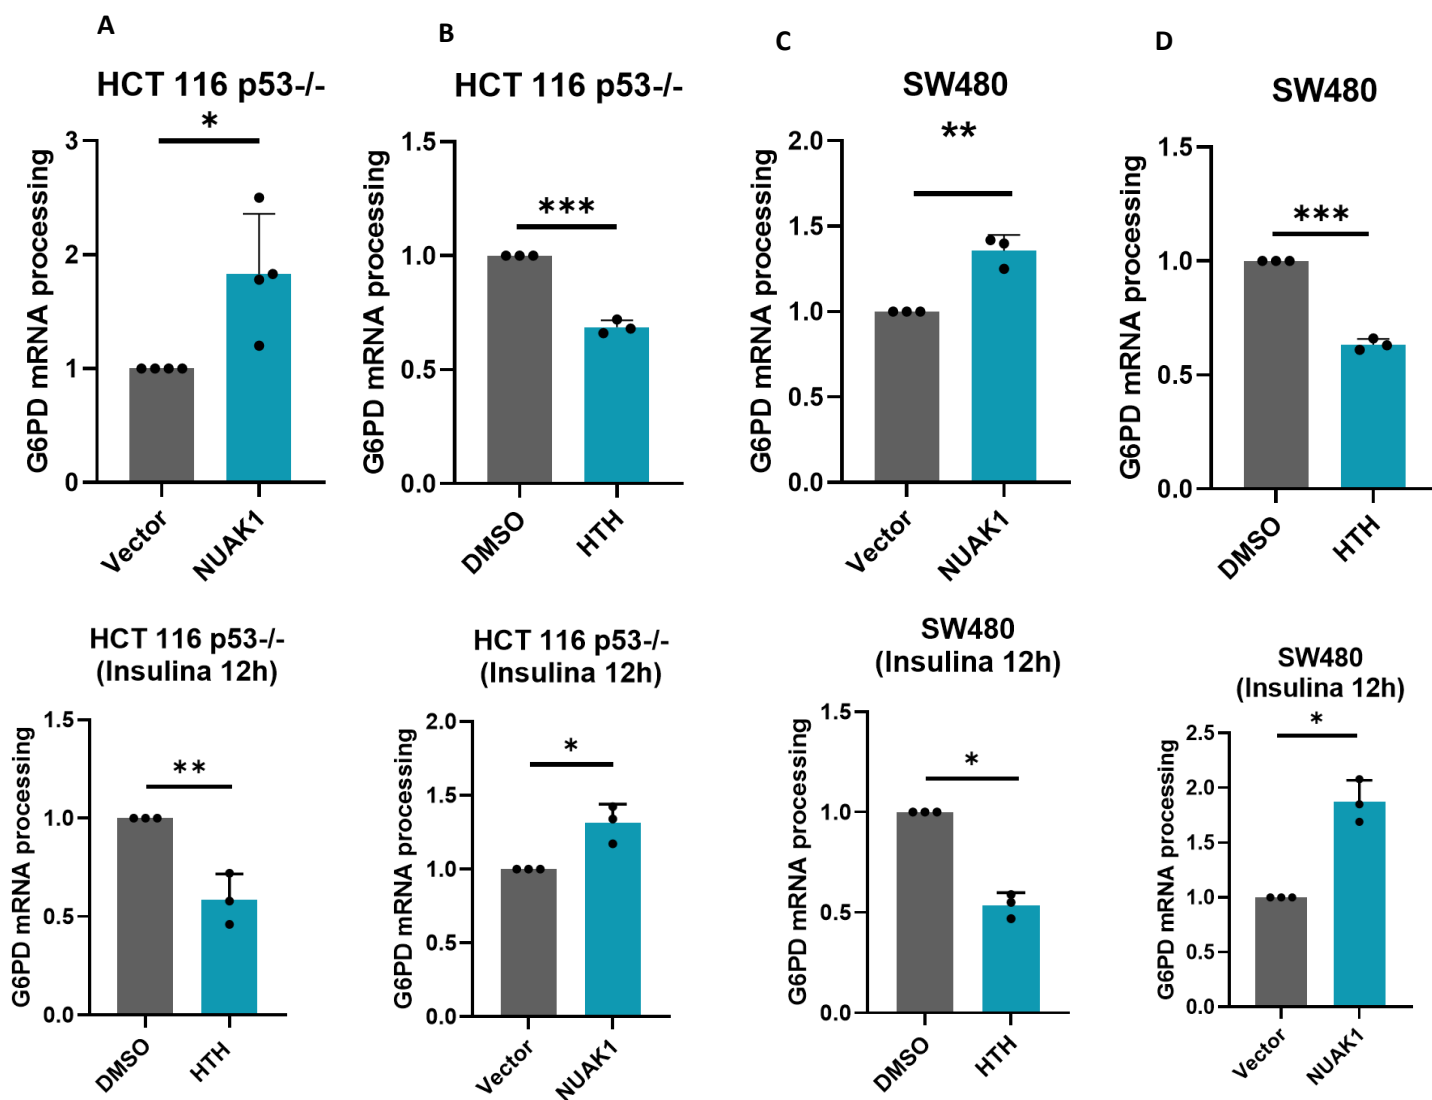 A
HCT 116 p53-/-
*
G6PD mRNA processing
3
2
1
0
Vector
NUAK1
B
HCT 116 p53-/-
***
G6PD mRNA processing
1.5
1.0
0.5
0.0
DMSO
HTH
C
SW480
**
G6PD mRNA processing
2.0
1.5
1.0
0.5
0.0
Vector
NUAK1
D
SW480
***
G6PD mRNA processing
1.5
1.0
0.5
0.0
DMSO
HTH
HCT 116 p53-/-
(Insulina 12h)
**
G6PD mRNA processing
1.5
1.0
0.5
0.0
DMSO
HTH
HCT 116 p53-/-
(Insulina 12h)
*
G6PD mRNA processing
2.0
1.5
1.0
0.5
0.0
Vector
NUAK1
SW480
(Insulina 12h)
*
G6PD mRNA processing
1.5
1.0
0.5
0.0
DMSO
HTH
SW480
(Insulina 12h)
*
G6PD mRNA processing
2.5
2.0
1.5
1.0
0.5
0.0
Vector
NUAK1